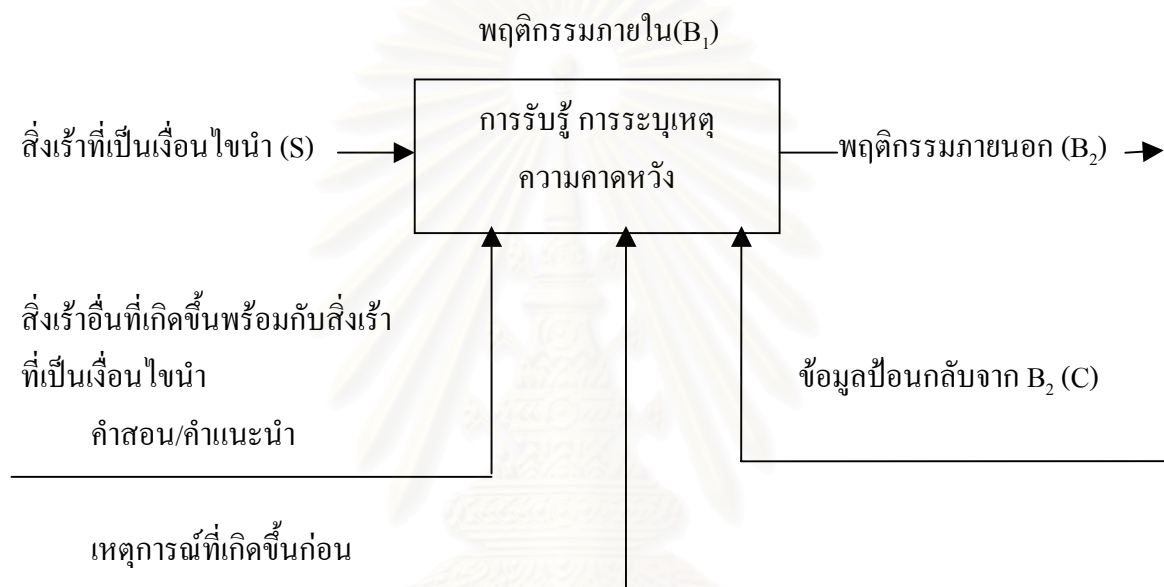 พฤติกรรมภายใน(B₁)
สิ่งเร้าที่เป็นเงื่อนไขนำ (S)
การรับรู้ การระบุเหตุ
ความคาดหวัง
พฤติกรรมภายนอก (B₂)
สิ่งเร้าอื่นที่เกิดขึ้นพร้อมกับสิ่งเร้า
ที่เป็นเงื่อนไขนำ
คำสอน/คำแนะนำ
ข้อมูลป้อนกลับจาก B₂ (C)
เหตุการณ์ที่เกิดขึ้นก่อน